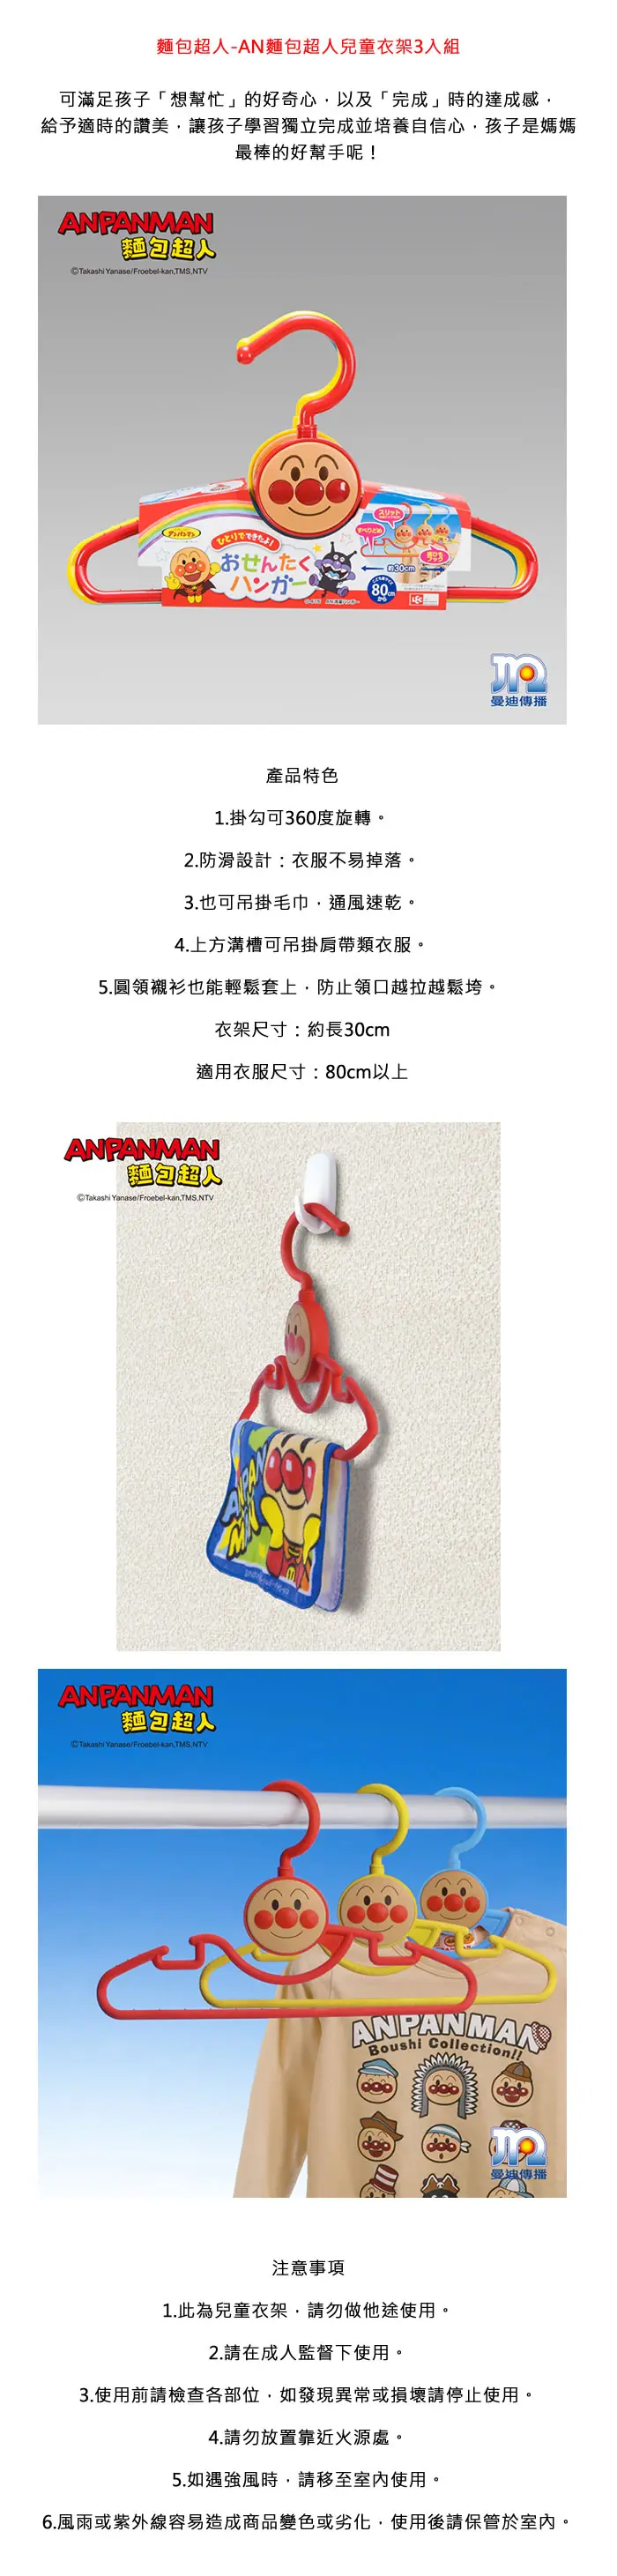 麵包超人-AN麵包超人兒童衣架3入組
可滿足孩子「想幫忙」的好奇心，以及「完成」時的達成感，
給予適時的讚美，讓孩子學習獨立完成並培養自信心，孩子是媽媽
最棒的好幫手呢！
ANPANMAN
麵包超人
©Takashi Yanase/Froebel-kan,TMS,NTV
アンパンマン
ひとりでできたよ!
おせんたく
ハンガー
スリット
すべりどめ
約30cm
80cm
から
LEC
曼迪傳播
產品特色
1.掛勾可360度旋轉。
2.防滑設計：衣服不易掉落。
3.也可吊掛毛巾，通風速乾。
4.上方溝槽可吊掛肩帶類衣服。
5.圓領襯衫也能輕鬆套上，防止領口越拉越鬆垮。
衣架尺寸：約長30cm
適用衣服尺寸：80cm以上
ANPANMAN
麵包超人
©Takashi Yanase/Froebel-kan,TMS,NTV
ANPANMAN
麵包超人
©Takashi Yanase/Froebel-kan,TMS,NTV
ANPANMAN
Boushi Collection!!
曼迪傳播
注意事項
1.此為兒童衣架，請勿做他途使用。
2.請在成人監督下使用。
3.使用前請檢查各部位，如發現異常或損壞請停止使用。
4.請勿放置靠近火源處。
5.如遇強風時，請移至室內使用。
6.風雨或紫外線容易造成商品變色或劣化，使用後請保管於室內。